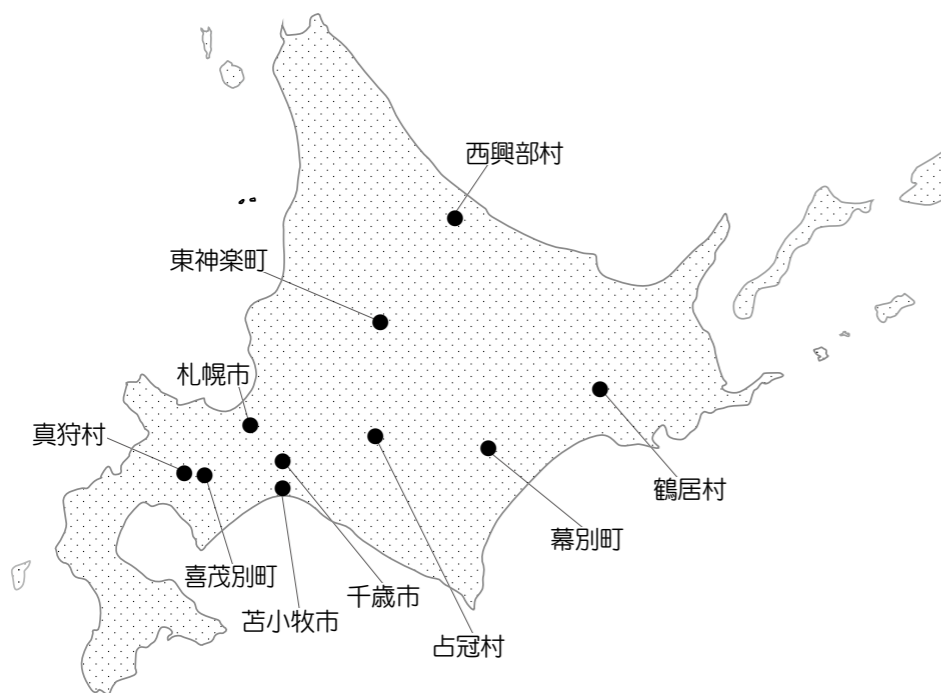 西興部村
東神楽町
札幌市
真狩村
鶴居村
幕別町
喜茂別町
千歳市
苫小牧市
占冠村